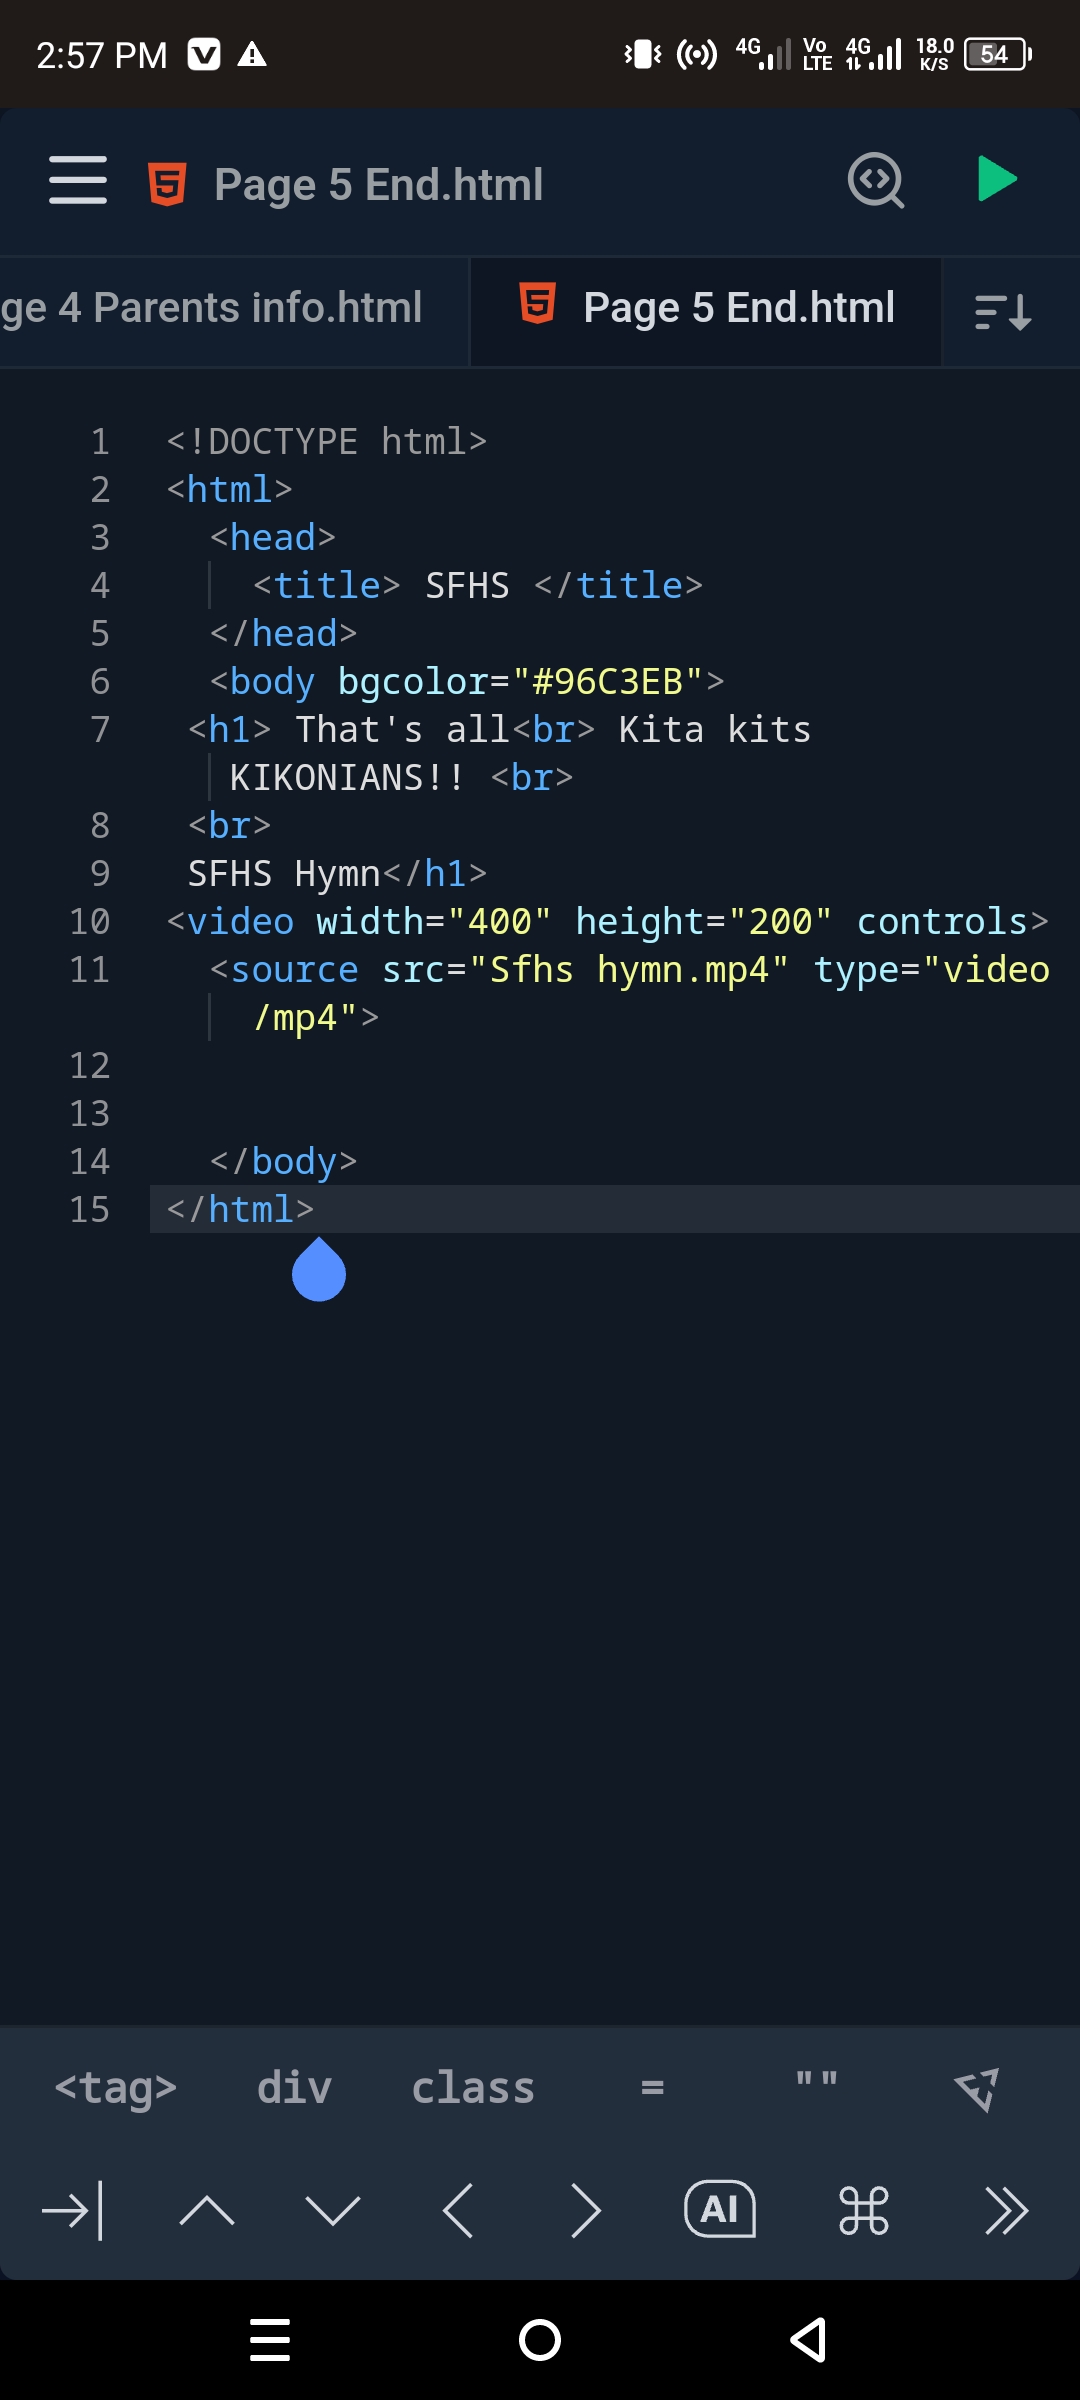 2:57 PM
4G Vo LTE 4G 18.0 K/S 54
Page 5 End.html
ge 4 Parents info.html Page 5 End.html
1 <!DOCTYPE html>
2 <html>
3 <head>
4 <title> SFHS </title>
5 </head>
6 <body bgcolor="#96C3EB">
7 <h1> That's all<br> Kita kits
KIKONIANS!! <br>
8 <br>
9 SFHS Hymn</h1>
10 <video width="400" height="200" controls>
11 <source src="Sfhs hymn.mp4" type="video
/mp4">
12
13
14 </body>
15 </html>
<tag> div class = ""
AI